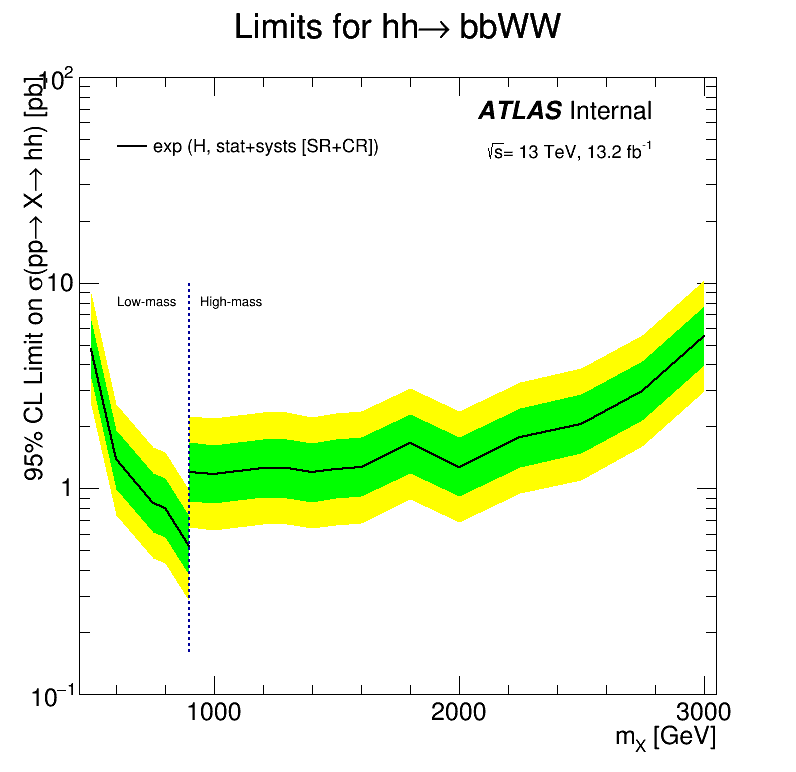 Limits for hh→ bbWW
95% CL Limit on σ(pp→ X→ hh) [pb]
10²
10
1
10⁻¹
ATLAS Internal
√s= 13 TeV, 13.2 fb⁻¹
exp (H, stat+systs [SR+CR])
Low-mass
High-mass
1000
2000
3000
m_X [GeV]